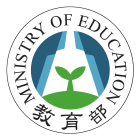 MINISTRY OF EDUCATION
教育部